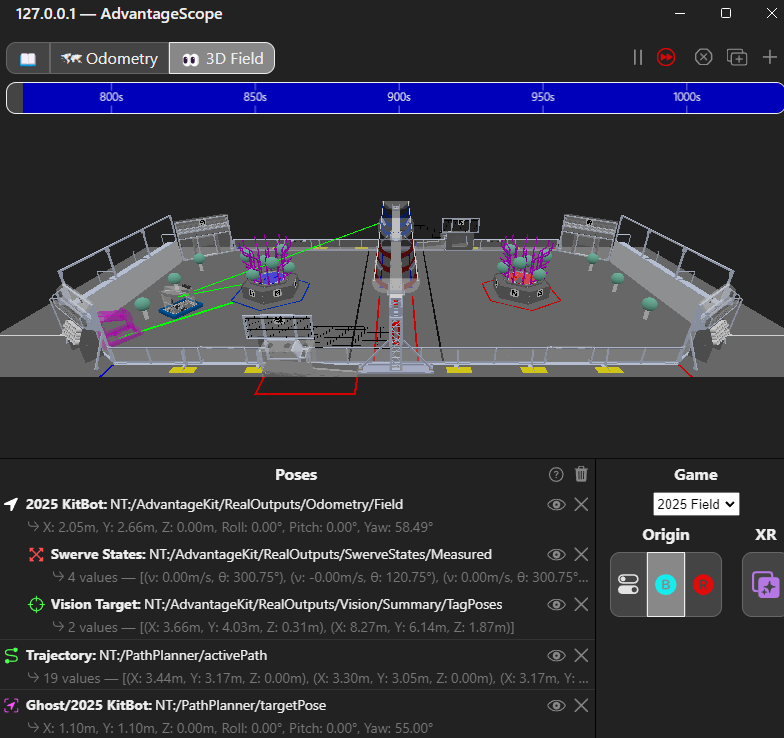 127.0.0.1 — AdvantageScope
Odometry
3D Field
800s 850s 900s 950s 1000s
Poses
2025 KitBot: NT:/AdvantageKit/RealOutputs/Odometry/Field
X: 2.05m, Y: 2.66m, Z: 0.00m, Roll: 0.00°, Pitch: 0.00°, Yaw: 58.49°
Swerve States: NT:/AdvantageKit/RealOutputs/SwerveStates/Measured
4 values — [(v: 0.00m/s, θ: 300.75°), (v: -0.00m/s, θ: 120.75°), (v: 0.00m/s, θ: 300.75°...
Vision Target: NT:/AdvantageKit/RealOutputs/Vision/Summary/TagPoses
2 values — [(X: 3.66m, Y: 4.03m, Z: 0.31m), (X: 8.27m, Y: 6.14m, Z: 1.87m)]
Trajectory: NT:/PathPlanner/activePath
19 values — [(X: 3.44m, Y: 3.17m, Z: 0.00m), (X: 3.30m, Y: 3.05m, Z: 0.00m), (X: 3.17m, Y: ...
Ghost/2025 KitBot: NT:/PathPlanner/targetPose
X: 1.10m, Y: 1.10m, Z: 0.00m, Roll: 0.00°, Pitch: 0.00°, Yaw: 55.00°
Game
2025 Field
Origin
XR
B
R